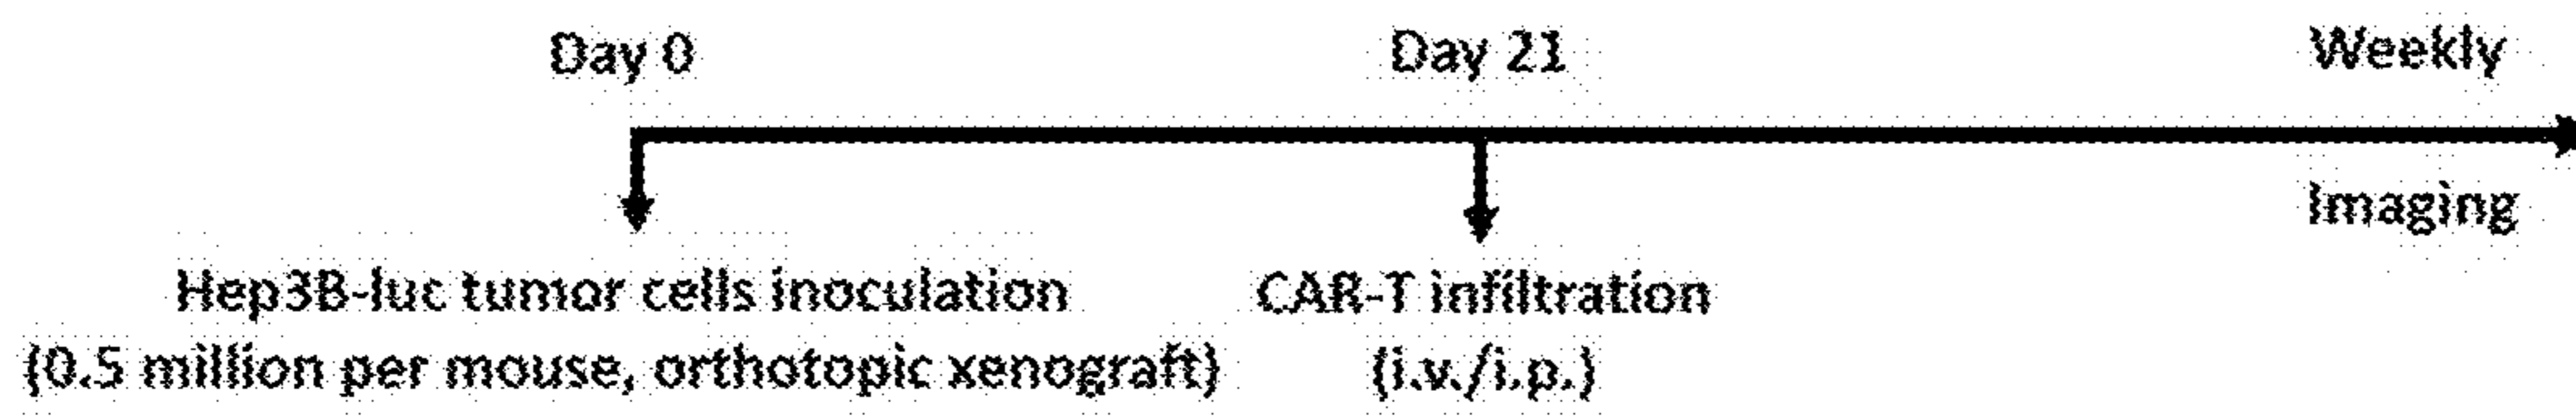 Day 0
Day 21
Weekly
Imaging
Hep3B-luc tumor cells inoculation
(0.5 million per mouse, orthotopic xenograft)
CAR-T infiltration
(i.v./i.p.)